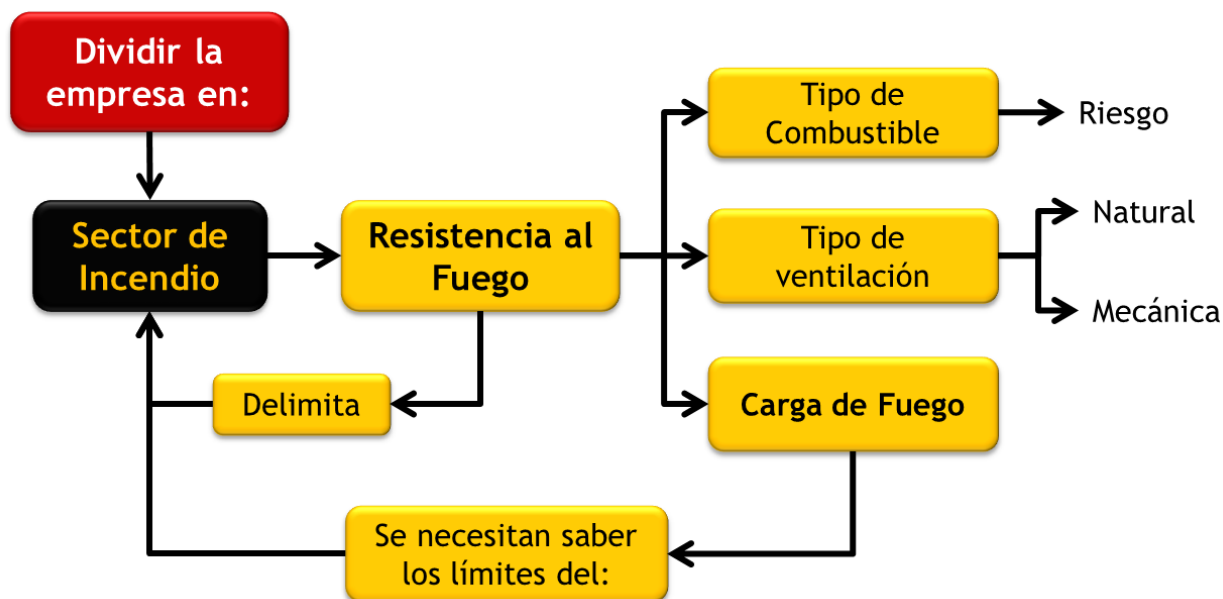 Dividir la
empresa en:
Tipo de
Combustible
Riesgo
Sector de
Incendio
Resistencia al
Fuego
Tipo de
ventilación
Natural
Mecánica
Delimita
Carga de Fuego
Se necesitan saber
los límites del: